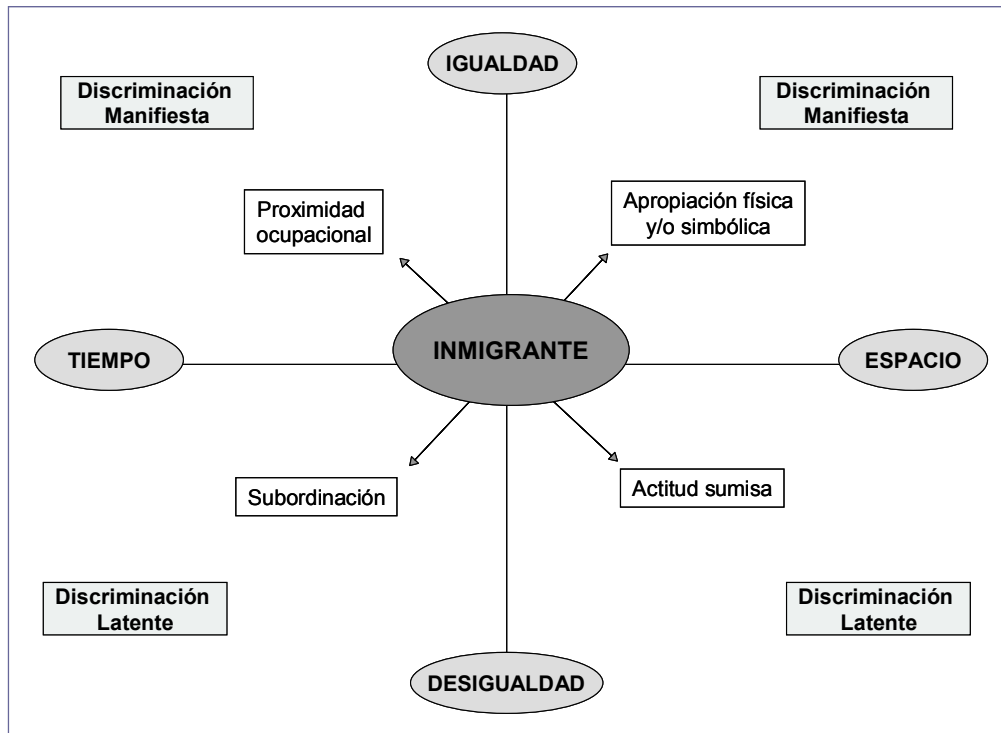 IGUALDAD
Discriminación
Manifiesta
Discriminación
Manifiesta
Proximidad
ocupacional
Apropiación física
y/o simbólica
INMIGRANTE
TIEMPO
ESPACIO
Subordinación
Actitud sumisa
Discriminación
Latente
Discriminación
Latente
DESIGUALDAD